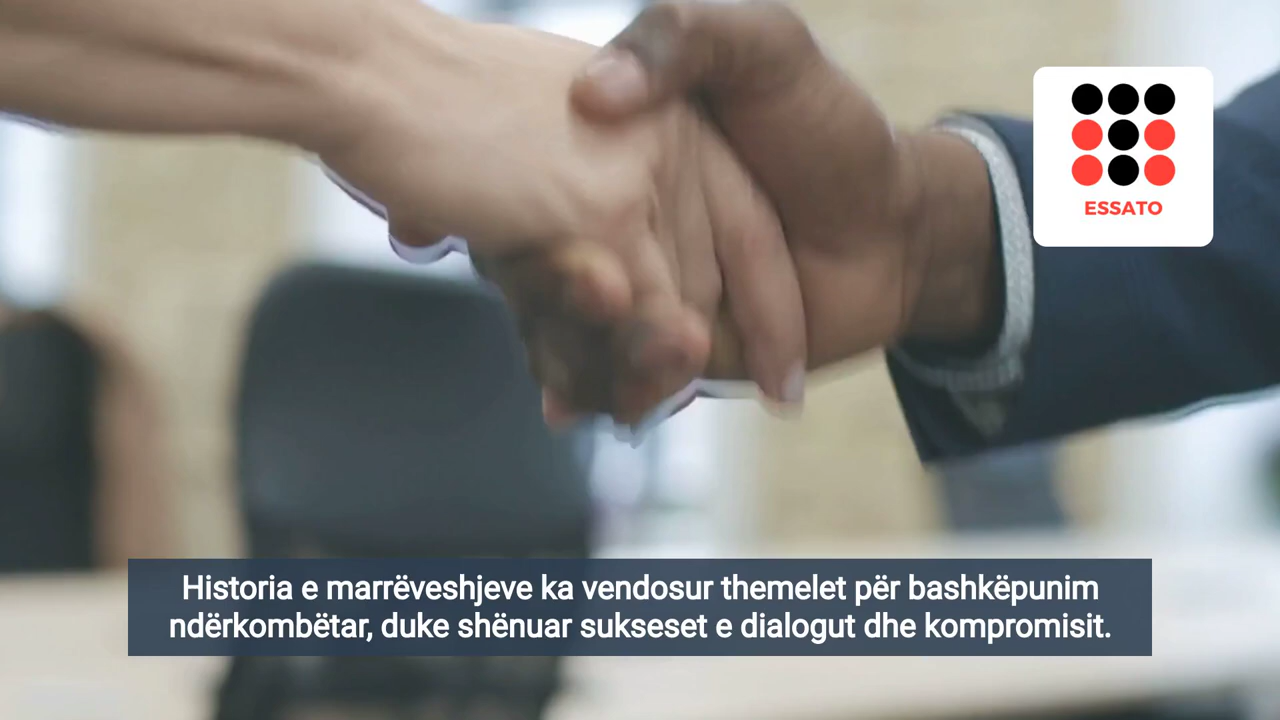 ESSATO
Historia e marrëveshjeve ka vendosur themelet për bashkëpunim
ndërkombëtar, duke shënuar sukseset e dialogut dhe kompromisit.